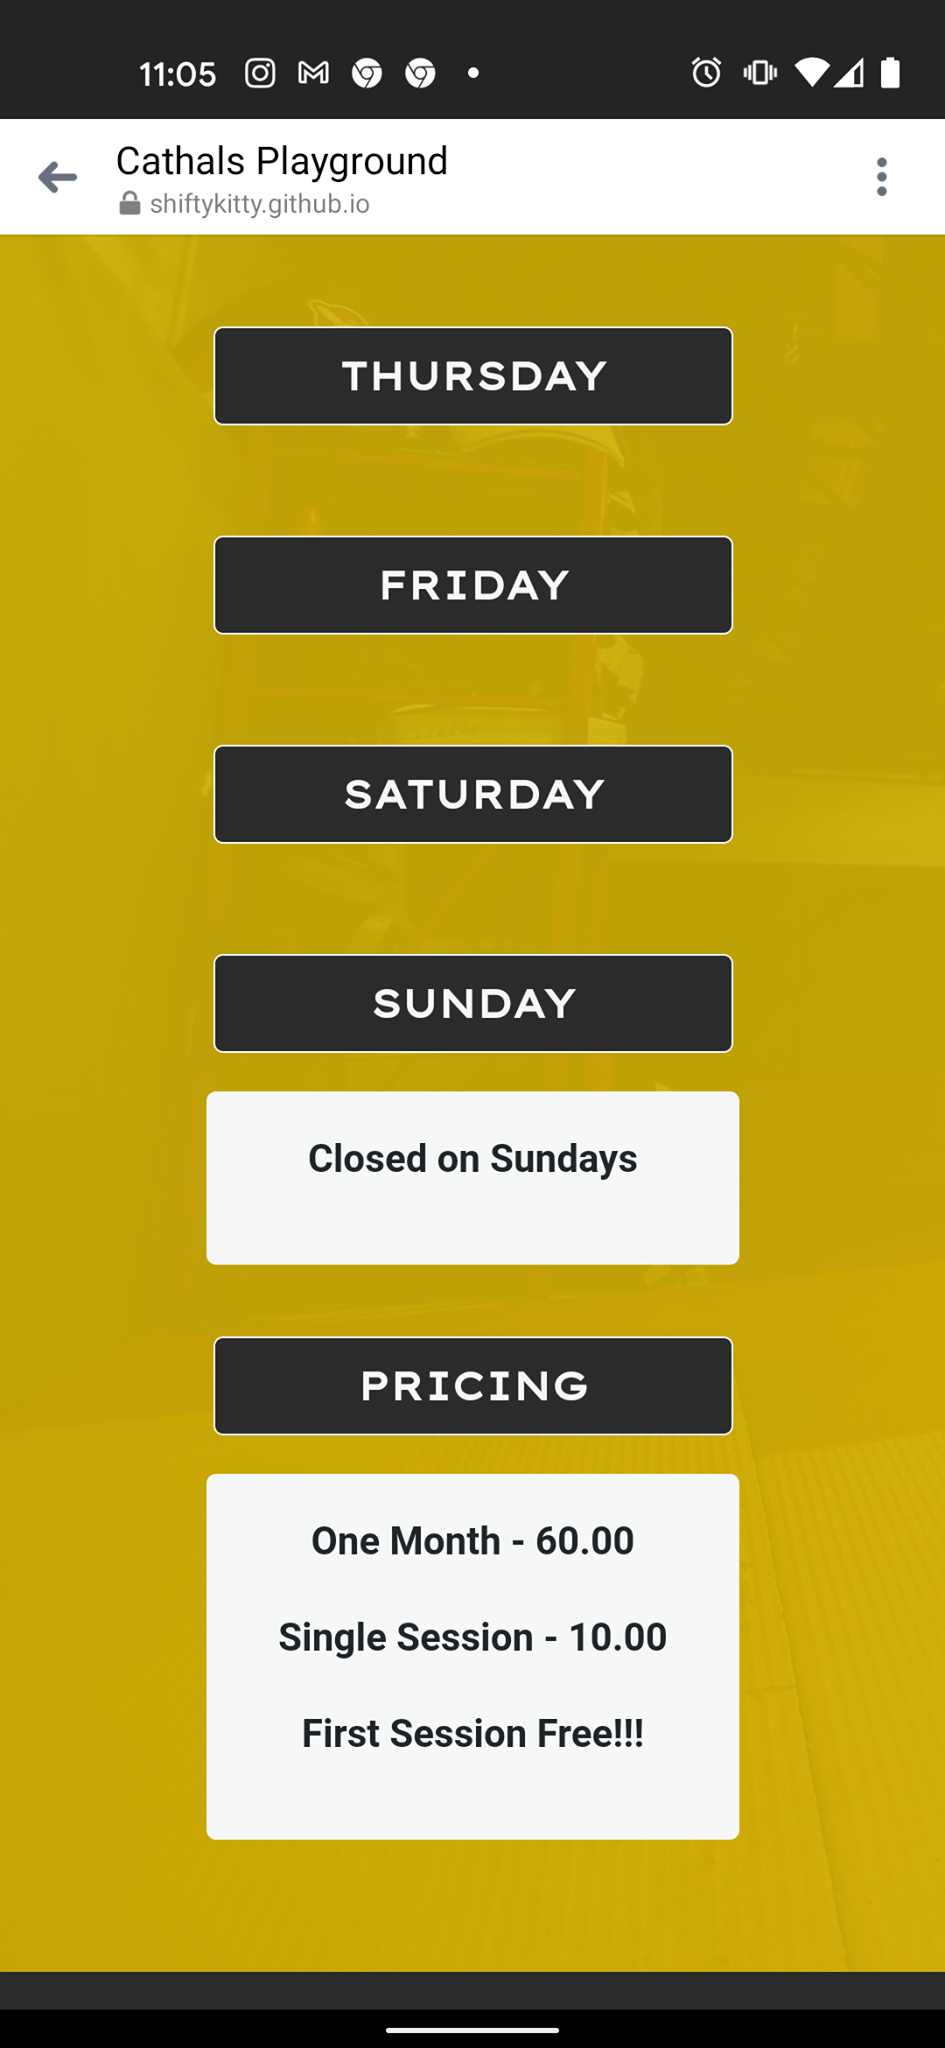 11:05
Cathals Playground
shiftykitty.github.io
THURSDAY
FRIDAY
SATURDAY
SUNDAY
Closed on Sundays
PRICING
One Month - 60.00
Single Session - 10.00
First Session Free!!!